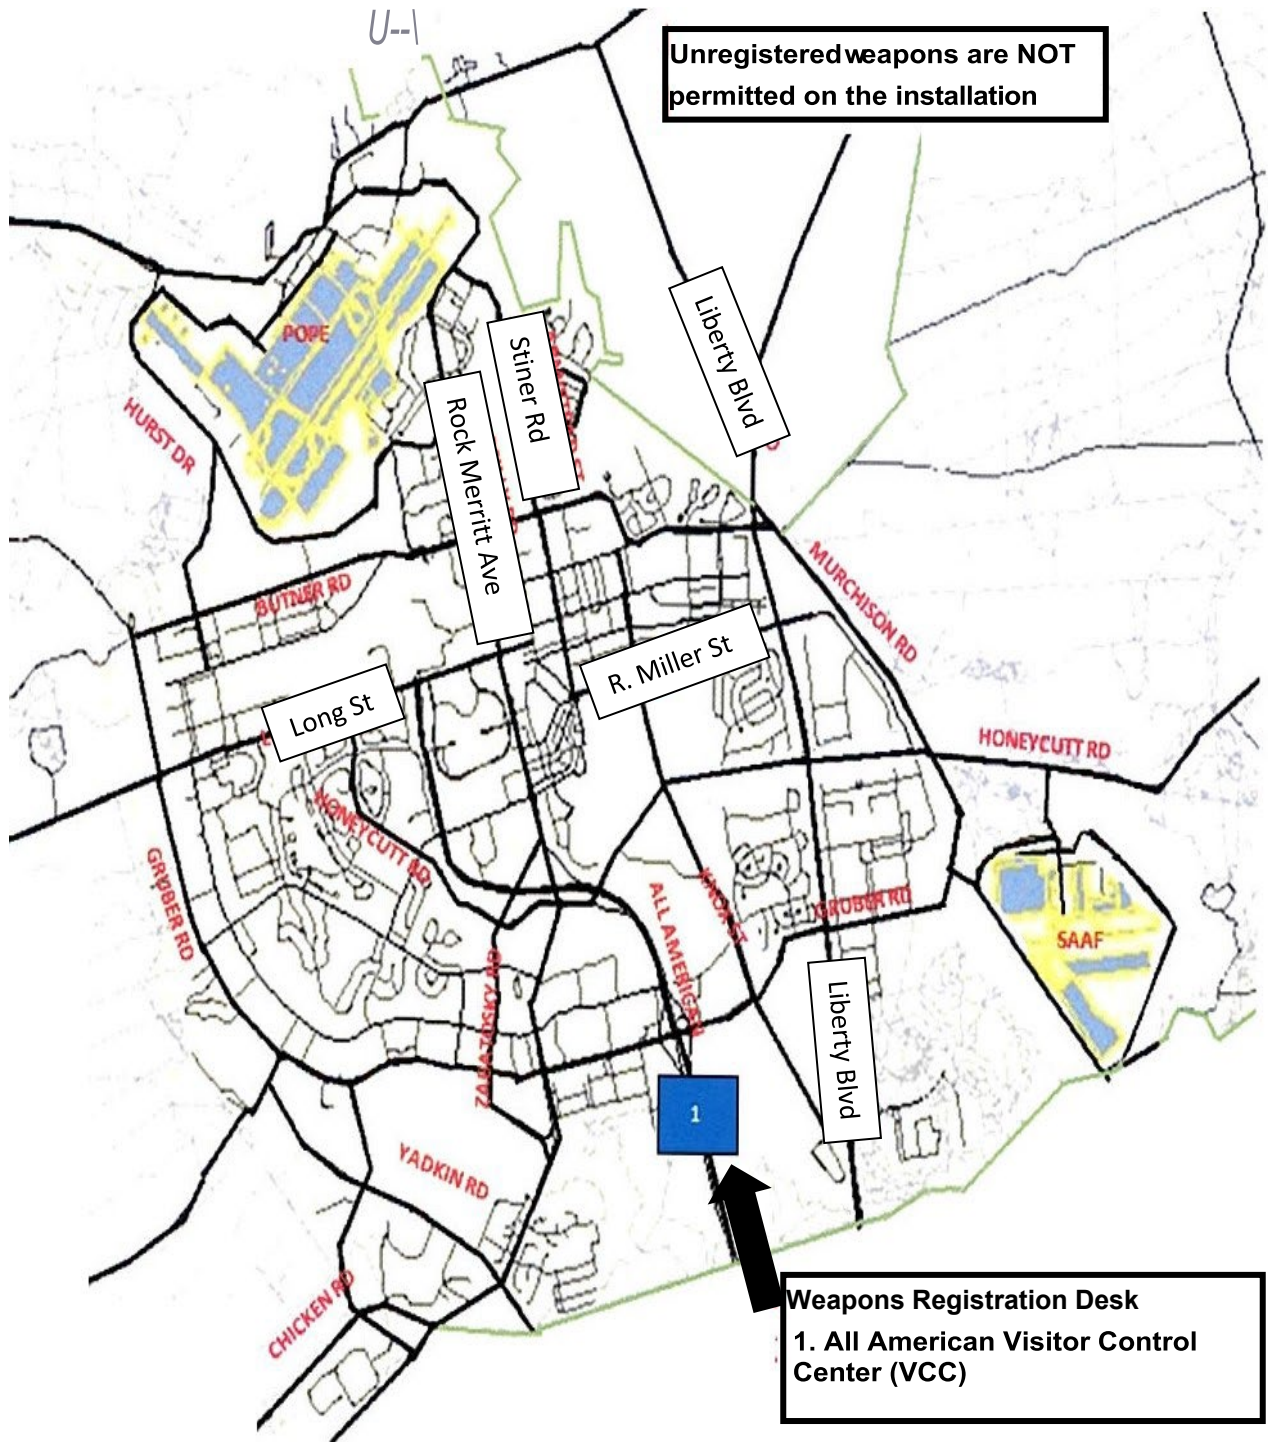 Unregistered weapons are NOT
permitted on the installation
Liberty Blvd
Stiner Rd
POPE
Rock Merritt Ave
HURST DR
BUTNER RD
MURCHISON RD
R. Miller St
Long St
HONEYCUTT RD
HONEYCUTT RD
GRUBER RD
ALL AMERICAN
KNOX ST
GRUBER RD
SAAF
ZABATOSKY RD
Liberty Blvd
1
YADKIN RD
CHICKEN RD
Weapons Registration Desk
1. All American Visitor Control
Center (VCC)